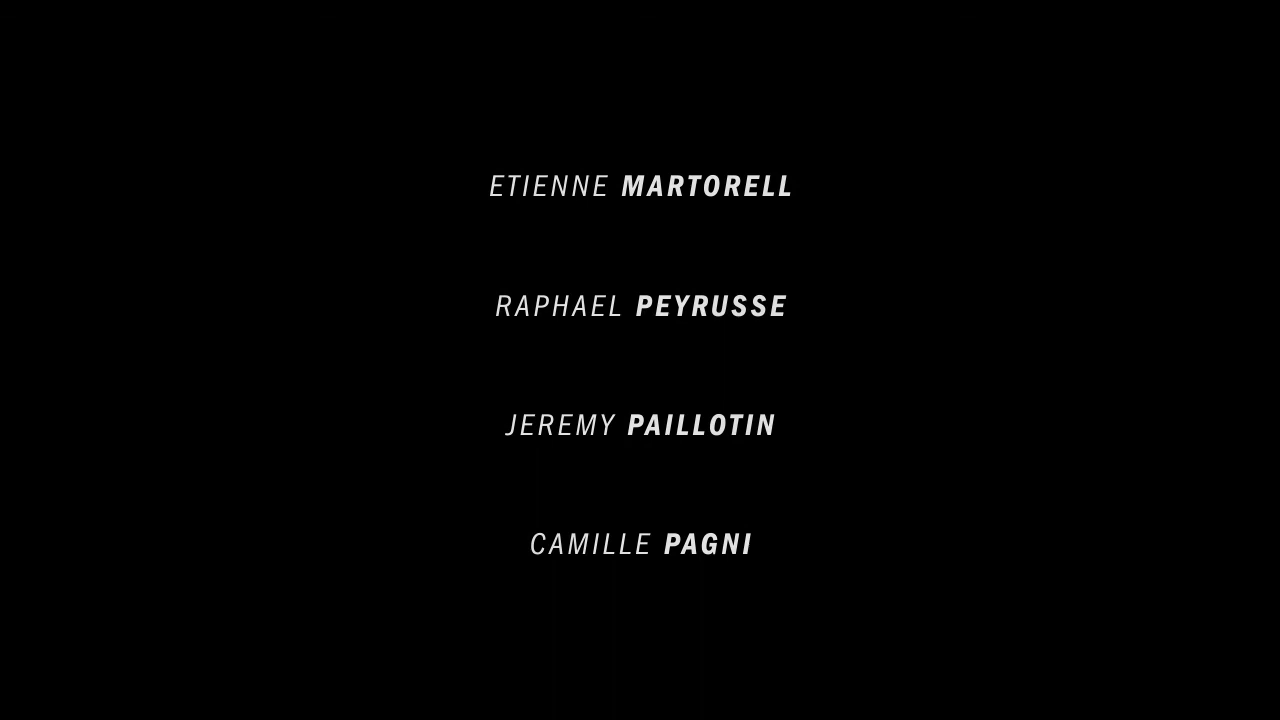 ETIENNE MARTORELL
RAPHAEL PEYRUSSE
JEREMY PAILLOTIN
CAMILLE PAGNI